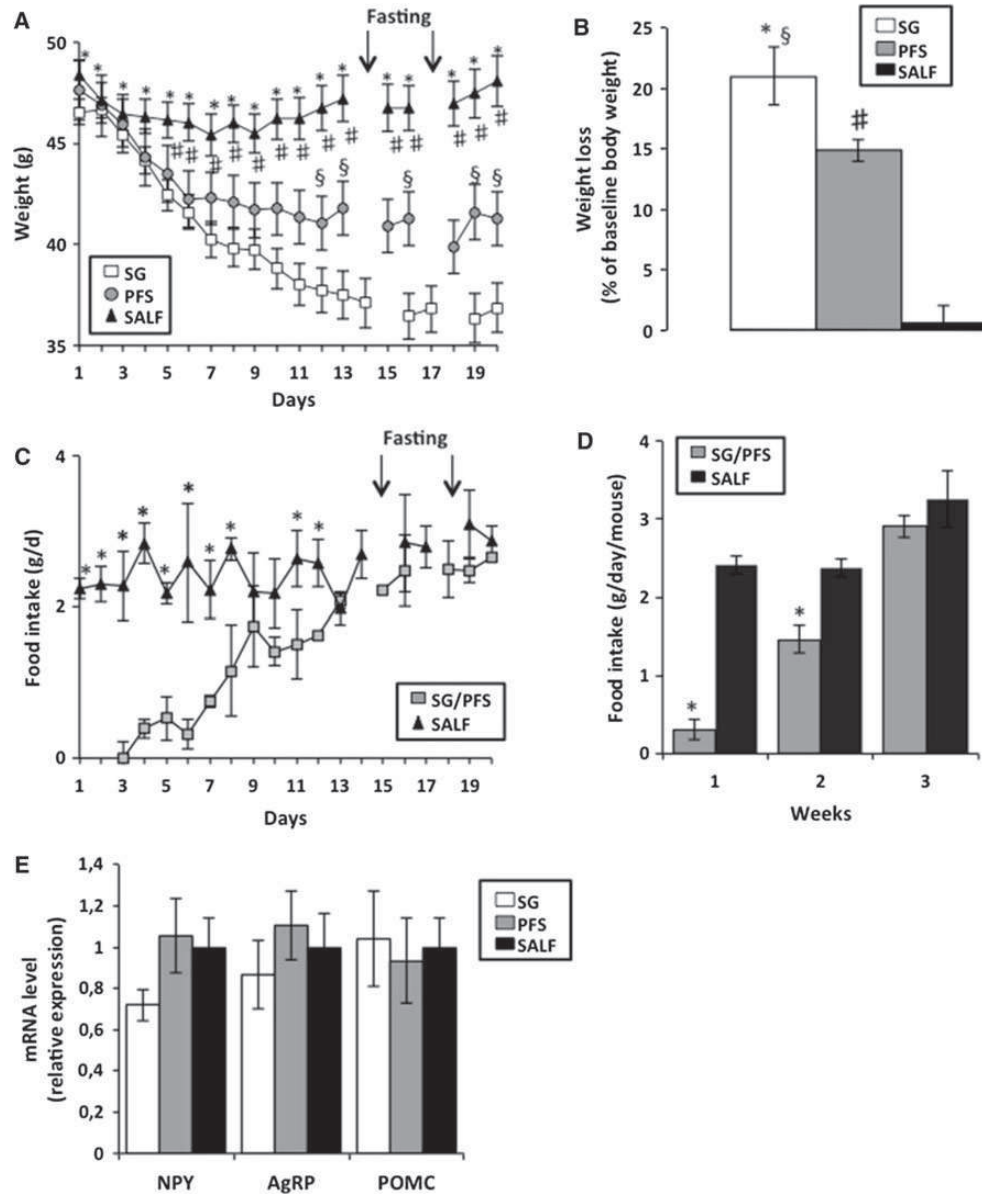 A
Fasting
50
45
40
35
Weight (g)
* * * * * * * * * * * * * * * * * *
# # # # # # # # # # # # #
§ § § § §
SG
PFS
SALF
1 3 5 7 9 11 13 15 17 19
Days
B
25
20
15
10
5
0
Weight loss
(% of baseline body weight)
* §
#
SG
PFS
SALF
C
Fasting
4
2
0
Food intake (g/d)
* * * * * * * * * *
SG/PFS
SALF
1 3 5 7 9 11 13 15 17 19
Days
D
4
3
2
1
0
Food intake (g/day/mouse)
SG/PFS
SALF
*
*
1 2 3
Weeks
E
1,4
1,2
1
0,8
0,6
0,4
0,2
0
mRNA level
(relative expression)
SG
PFS
SALF
NPY AgRP POMC